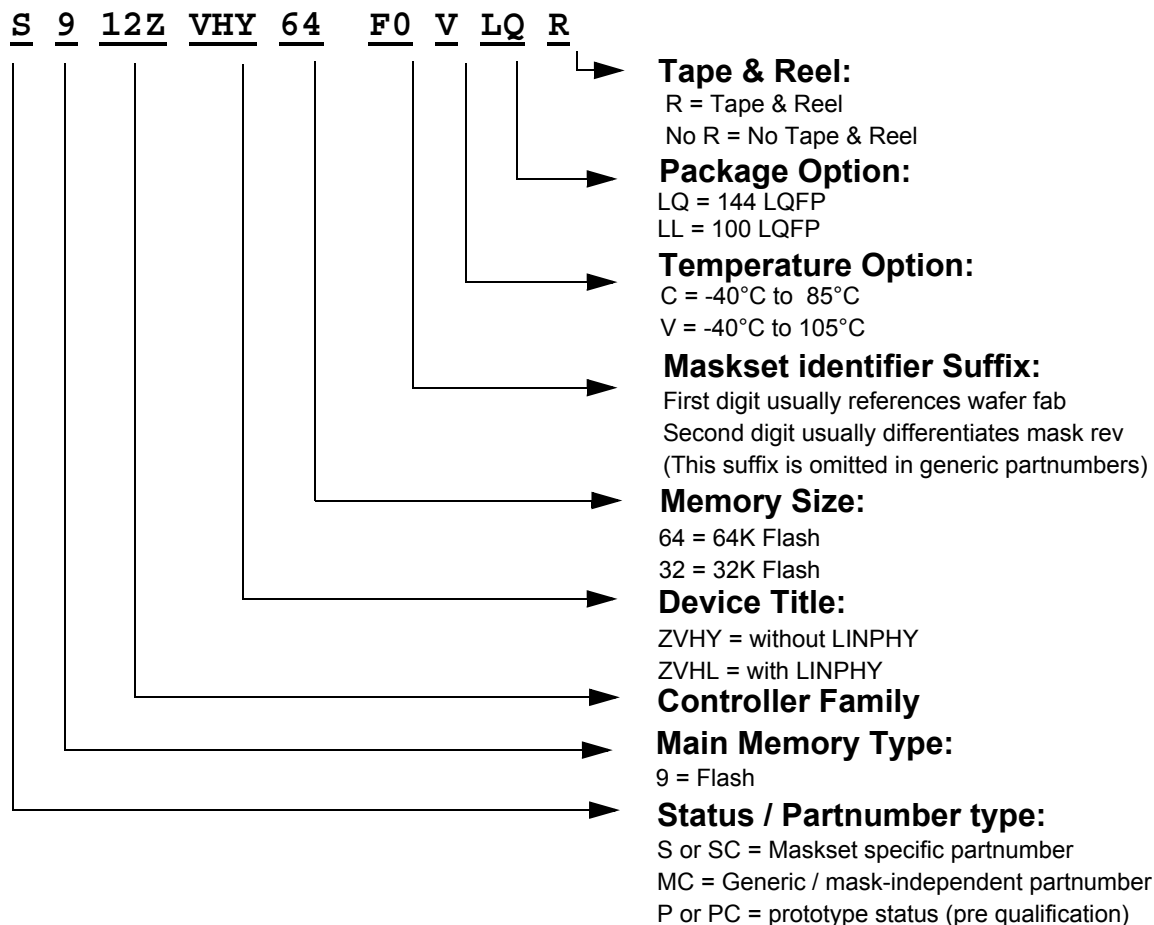 S 9 12Z VHY 64 F0 V LQ R
Tape & Reel:
R = Tape & Reel
No R = No Tape & Reel
Package Option:
LQ = 144 LQFP
LL = 100 LQFP
Temperature Option:
C = -40°C to 85°C
V = -40°C to 105°C
Maskset identifier Suffix:
First digit usually references wafer fab
Second digit usually differentiates mask rev
(This suffix is omitted in generic partnumbers)
Memory Size:
64 = 64K Flash
32 = 32K Flash
Device Title:
ZVHY = without LINPHY
ZVHL = with LINPHY
Controller Family
Main Memory Type:
9 = Flash
Status / Partnumber type:
S or SC = Maskset specific partnumber
MC = Generic / mask-independent partnumber
P or PC = prototype status (pre qualification)